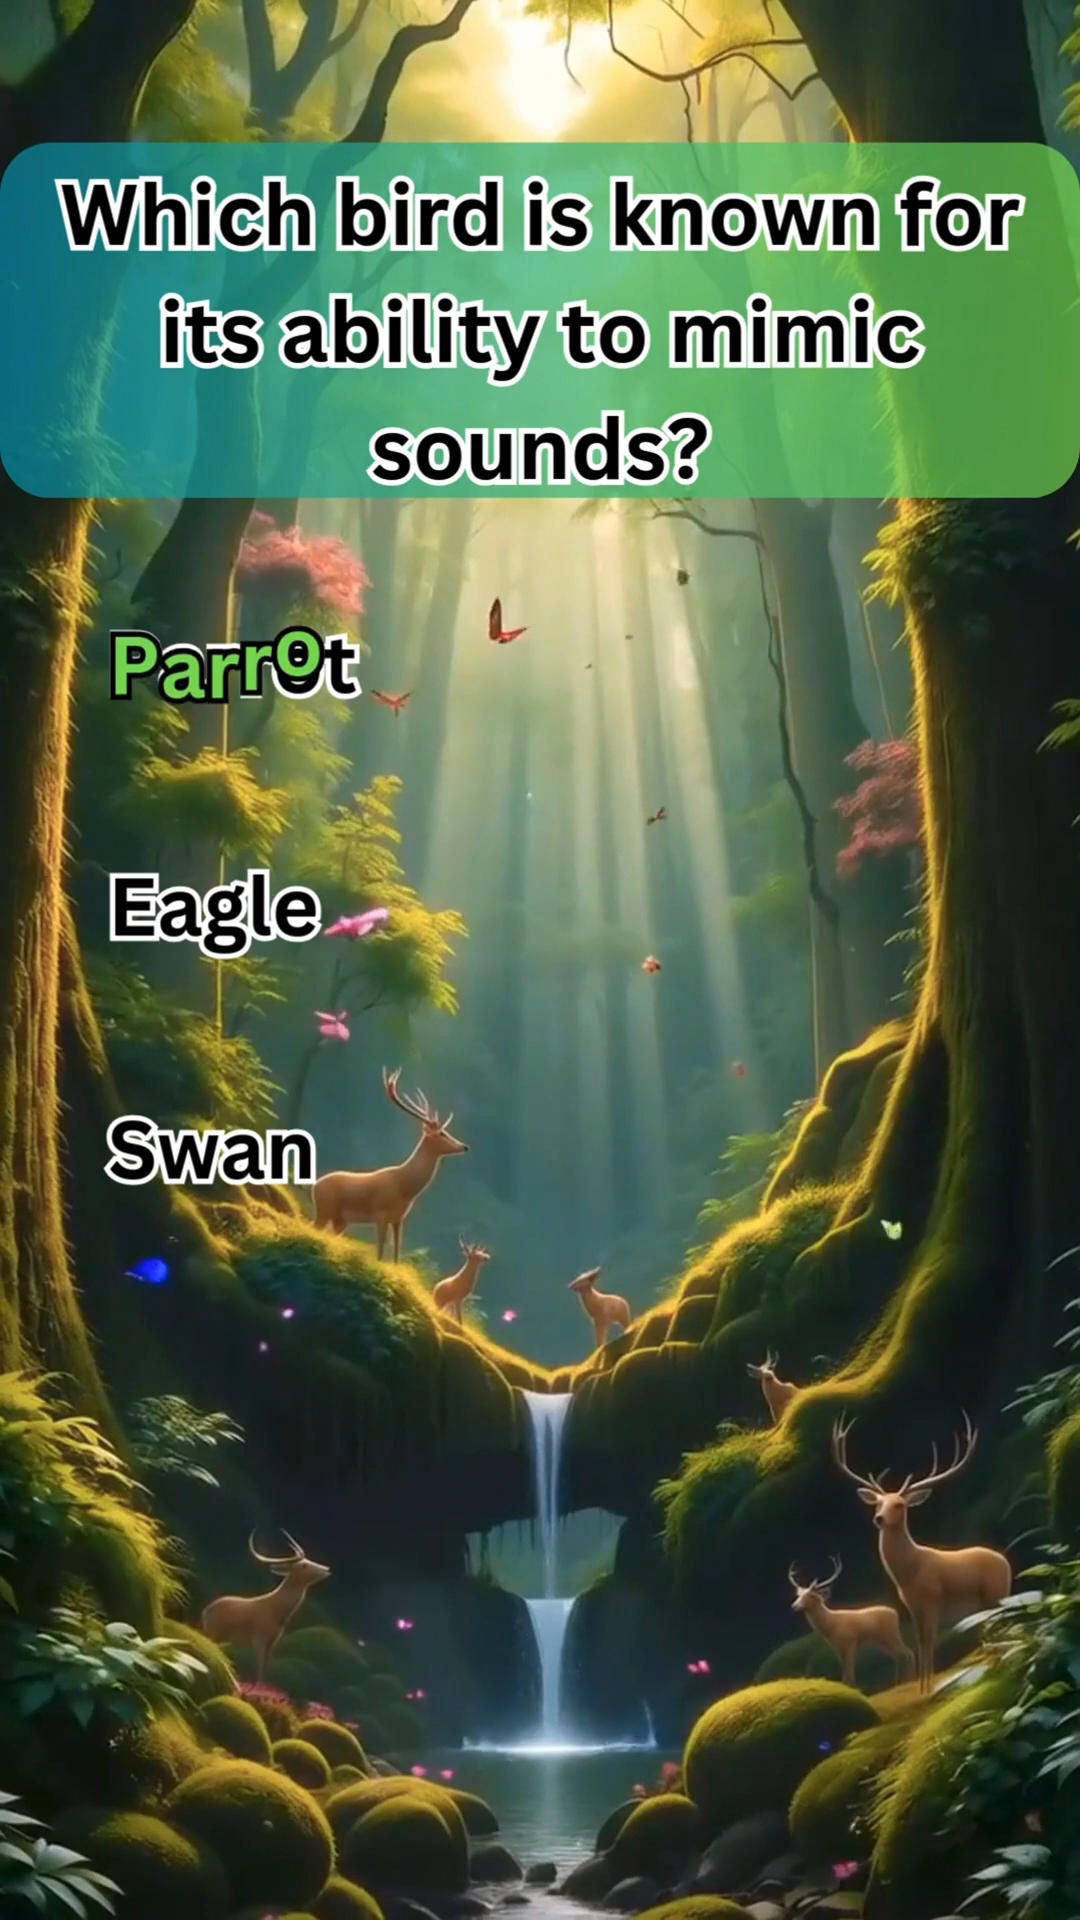 Which bird is known for
its ability to mimic
sounds?
Parrot
Eagle
Swan